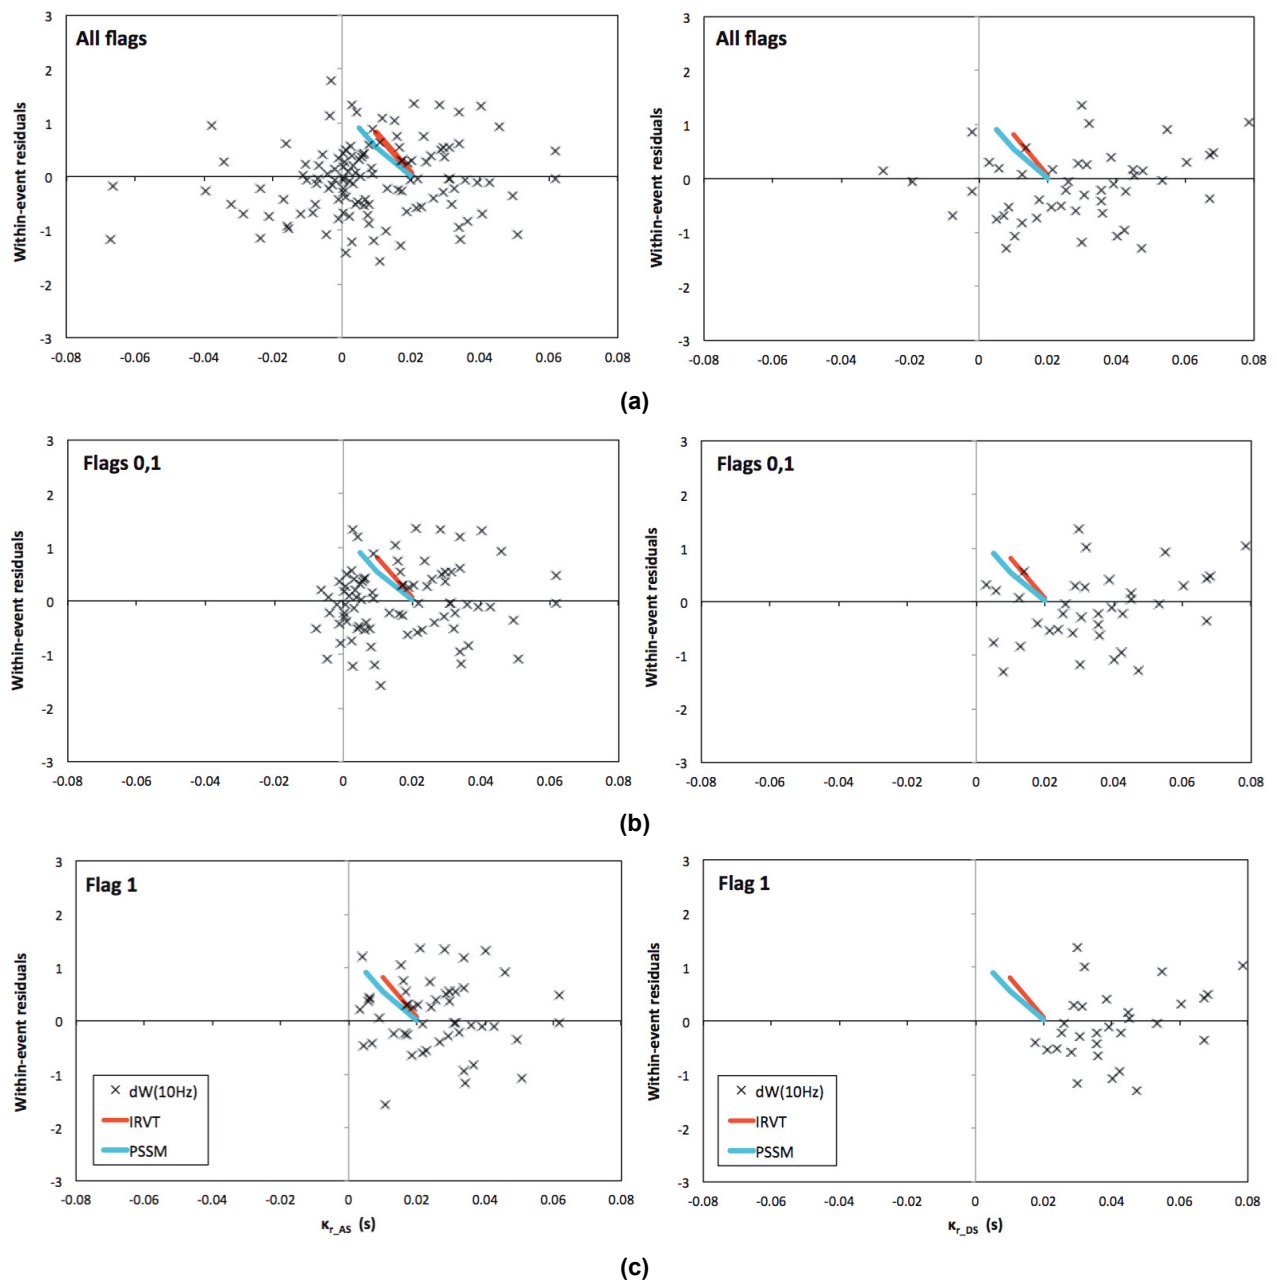 All flags
Within-event residuals
3
2
1
0
-1
-2
-3
-0.08 -0.06 -0.04 -0.02 0 0.02 0.04 0.06 0.08
All flags
Within-event residuals
3
2
1
0
-1
-2
-3
-0.08 -0.06 -0.04 -0.02 0 0.02 0.04 0.06 0.08
(a)
Flags 0,1
Within-event residuals
3
2
1
0
-1
-2
-3
-0.08 -0.06 -0.04 -0.02 0 0.02 0.04 0.06 0.08
Flags 0,1
Within-event residuals
3
2
1
0
-1
-2
-3
-0.08 -0.06 -0.04 -0.02 0 0.02 0.04 0.06 0.08
(b)
Flag 1
Within-event residuals
3
2
1
0
-1
-2
-3
dW(10Hz)
IRVT
PSSM
-0.08 -0.06 -0.04 -0.02 0 0.02 0.04 0.06 0.08
κr_AS (s)
Flag 1
Within-event residuals
3
2
1
0
-1
-2
-3
dW(10Hz)
IRVT
PSSM
-0.08 -0.06 -0.04 -0.02 0 0.02 0.04 0.06 0.08
κr_DS (s)
(c)